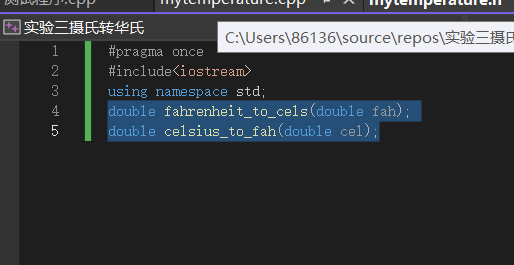 测试程序.cpp mytemperature.cpp mytemperature.h
实验三摄氏转华氏
C:\Users\86136\source\repos\实验三摄氏
1 #pragma once
2 #include<iostream>
3 using namespace std;
4 double fahrenheit_to_cels(double fah);
5 double celsius_to_fah(double cel);